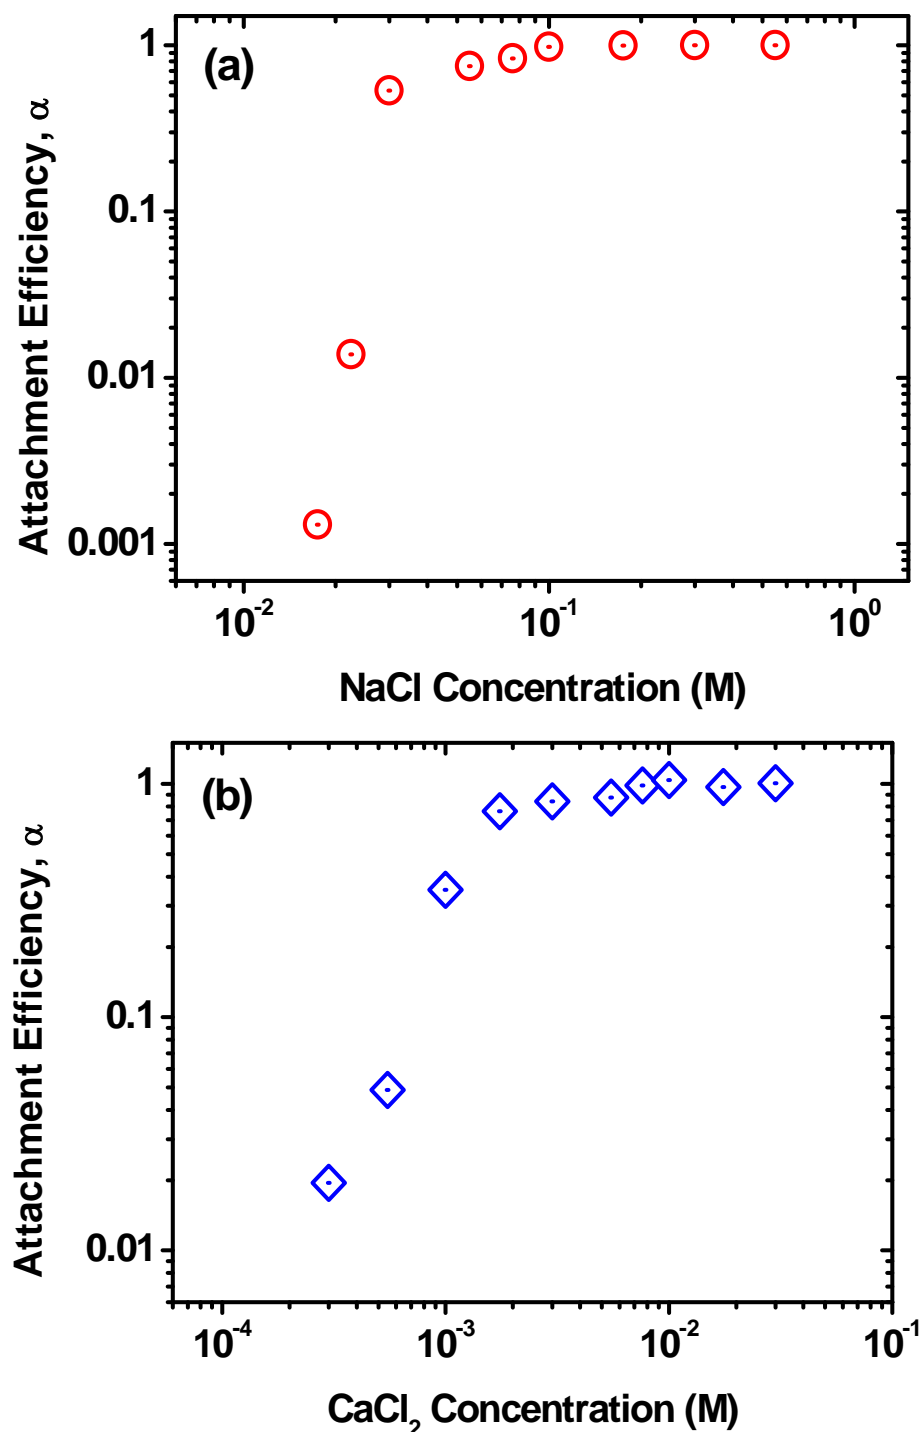 (a)
Attachment Efficiency, α
1
0.1
0.01
0.001
10⁻² 10⁻¹ 10⁰
NaCl Concentration (M)
(b)
Attachment Efficiency, α
1
0.1
0.01
10⁻⁴ 10⁻³ 10⁻² 10⁻¹
CaCl₂ Concentration (M)